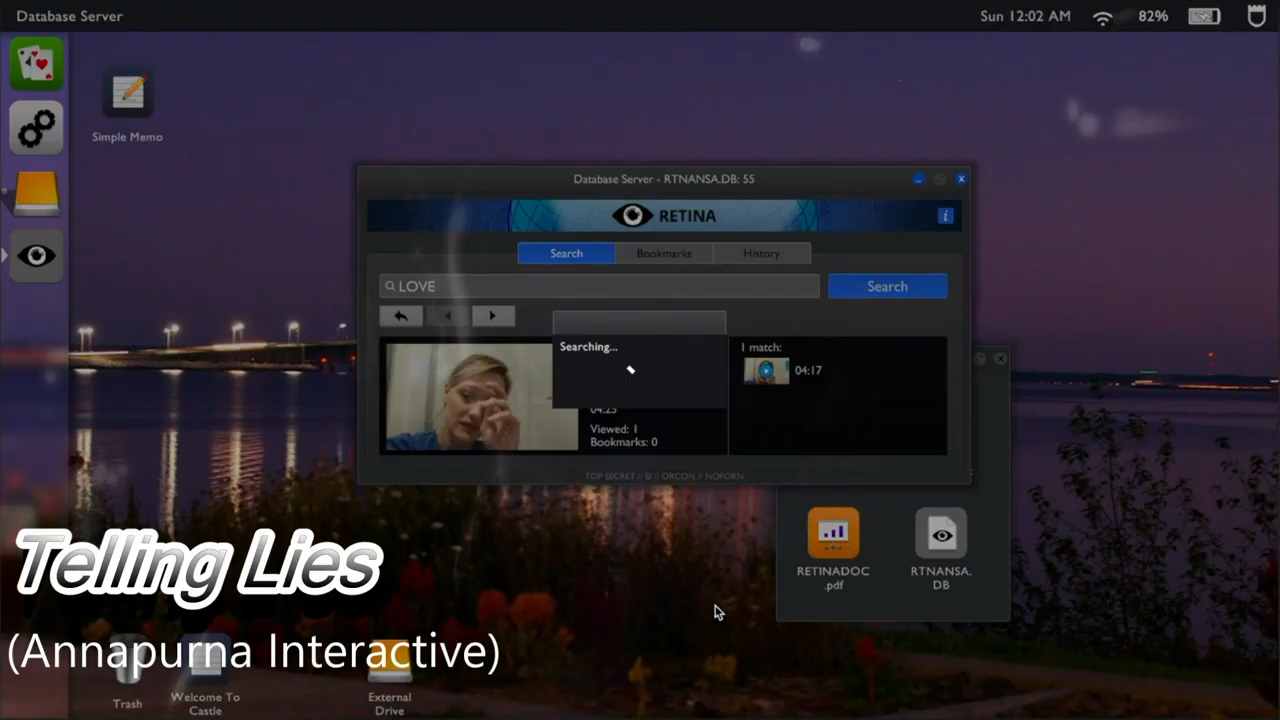 Database Server
Sun 12:02 AM
82%
Simple Memo
Database Server - RTNANSA.DB: 55
RETINA
i
Search
Bookmarks
History
LOVE
Search
Searching...
1 match:
04:17
04:23
Viewed: 1
Bookmarks: 0
TOP SECRET // SI // ORCON // NOFORN
RETINADOC
.pdf
RTNANSA.
DB
Telling Lies
(Annapurna Interactive)
Trash
Welcome To
Castle
External
Drive